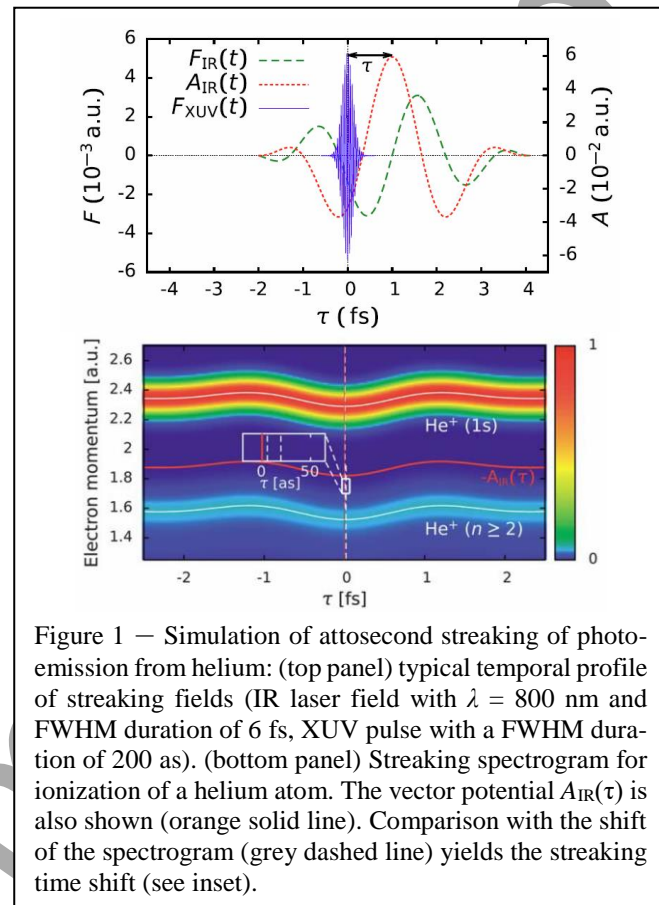 F_IR(t)
A_IR(t)
F_XUV(t)
τ
6
4
2
0
-2
-4
-6
F (10⁻³ a.u.)
6
4
2
0
-2
-4
-6
A (10⁻² a.u.)
-4 -3 -2 -1 0 1 2 3 4
τ (fs)
2.6
2.4
2.2
2
1.8
1.6
1.4
Electron momentum [a.u.]
He⁺ (1s)
0 50
τ [as]
-A_IR(τ)
He⁺ (n ≥ 2)
1
0
-2 -1 0 1 2
τ [fs]
Figure 1 — Simulation of attosecond streaking of photo-
emission from helium: (top panel) typical temporal profile
of streaking fields (IR laser field with λ = 800 nm and
FWHM duration of 6 fs, XUV pulse with a FWHM dura-
tion of 200 as). (bottom panel) Streaking spectrogram for
ionization of a helium atom. The vector potential A_IR(τ) is
also shown (orange solid line). Comparison with the shift
of the spectrogram (grey dashed line) yields the streaking
time shift (see inset).